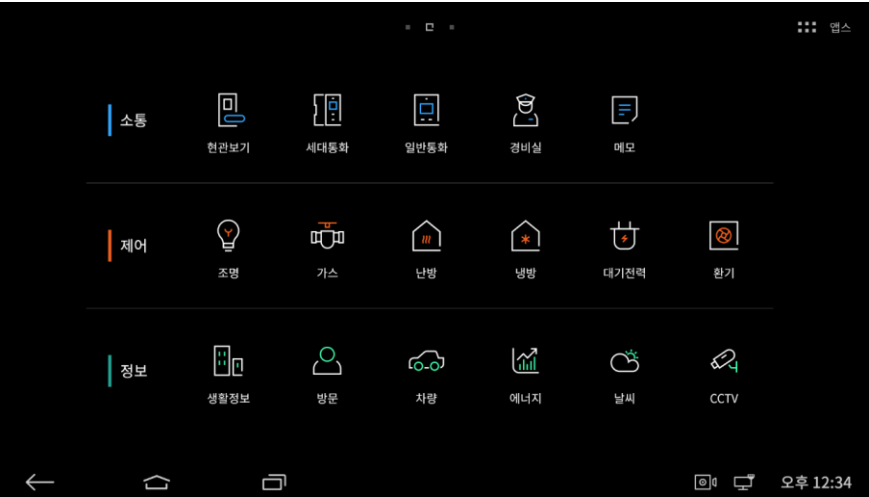 앱스
소통
현관보기 세대통화 일반통화 경비실 메모
제어
조명 가스 난방 냉방 대기전력 환기
정보
생활정보 방문 차량 에너지 날씨 CCTV
오후 12:34